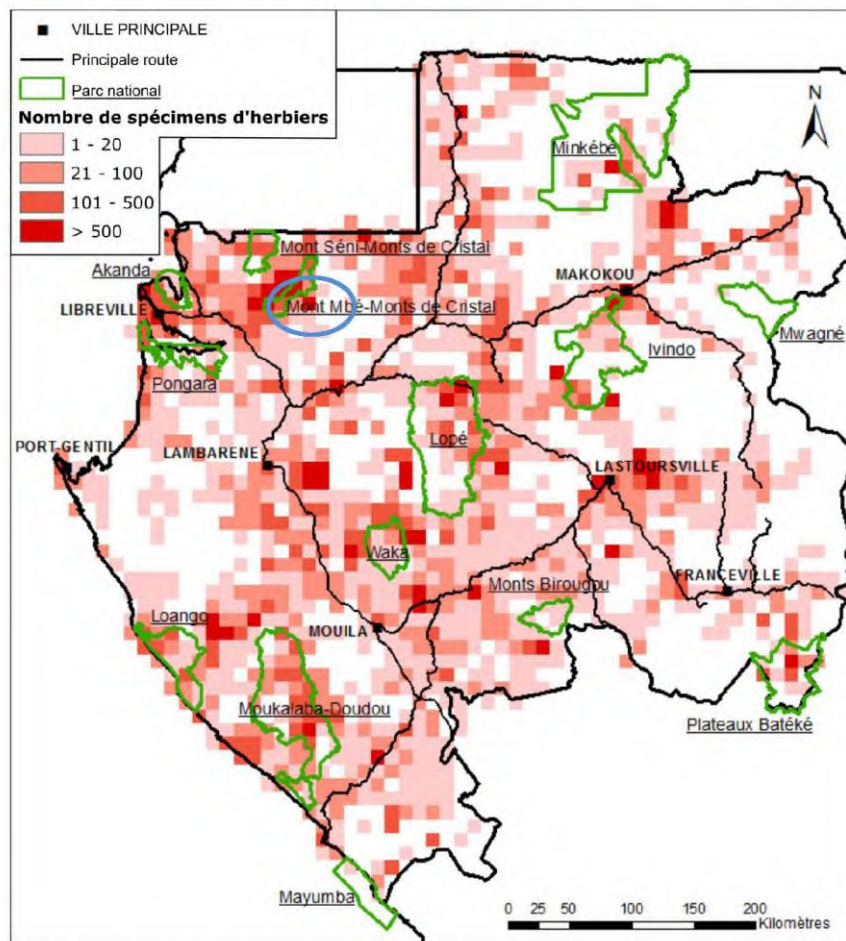 VILLE PRINCIPALE
Principale route
Parc national
Nombre de spécimens d'herbiers
1 - 20
21 - 100
101 - 500
> 500
N
Minkébé
Mont Séni-Monts de Cristal
Akanda
MAKOKOU
LIBREVILLE
Mont Mbé-Monts de Cristal
Mwagné
Ivindo
Pongara
Lopé
PORT-GENTIL
LAMBARENE
LASTOURSVILLE
Waka
Monts Birougou
FRANCEVILLE
Loango
MOUILA
Moukalaba-Doudou
Plateaux Batéké
Mayumba
0 25 50 100 150 200
Kilomètres